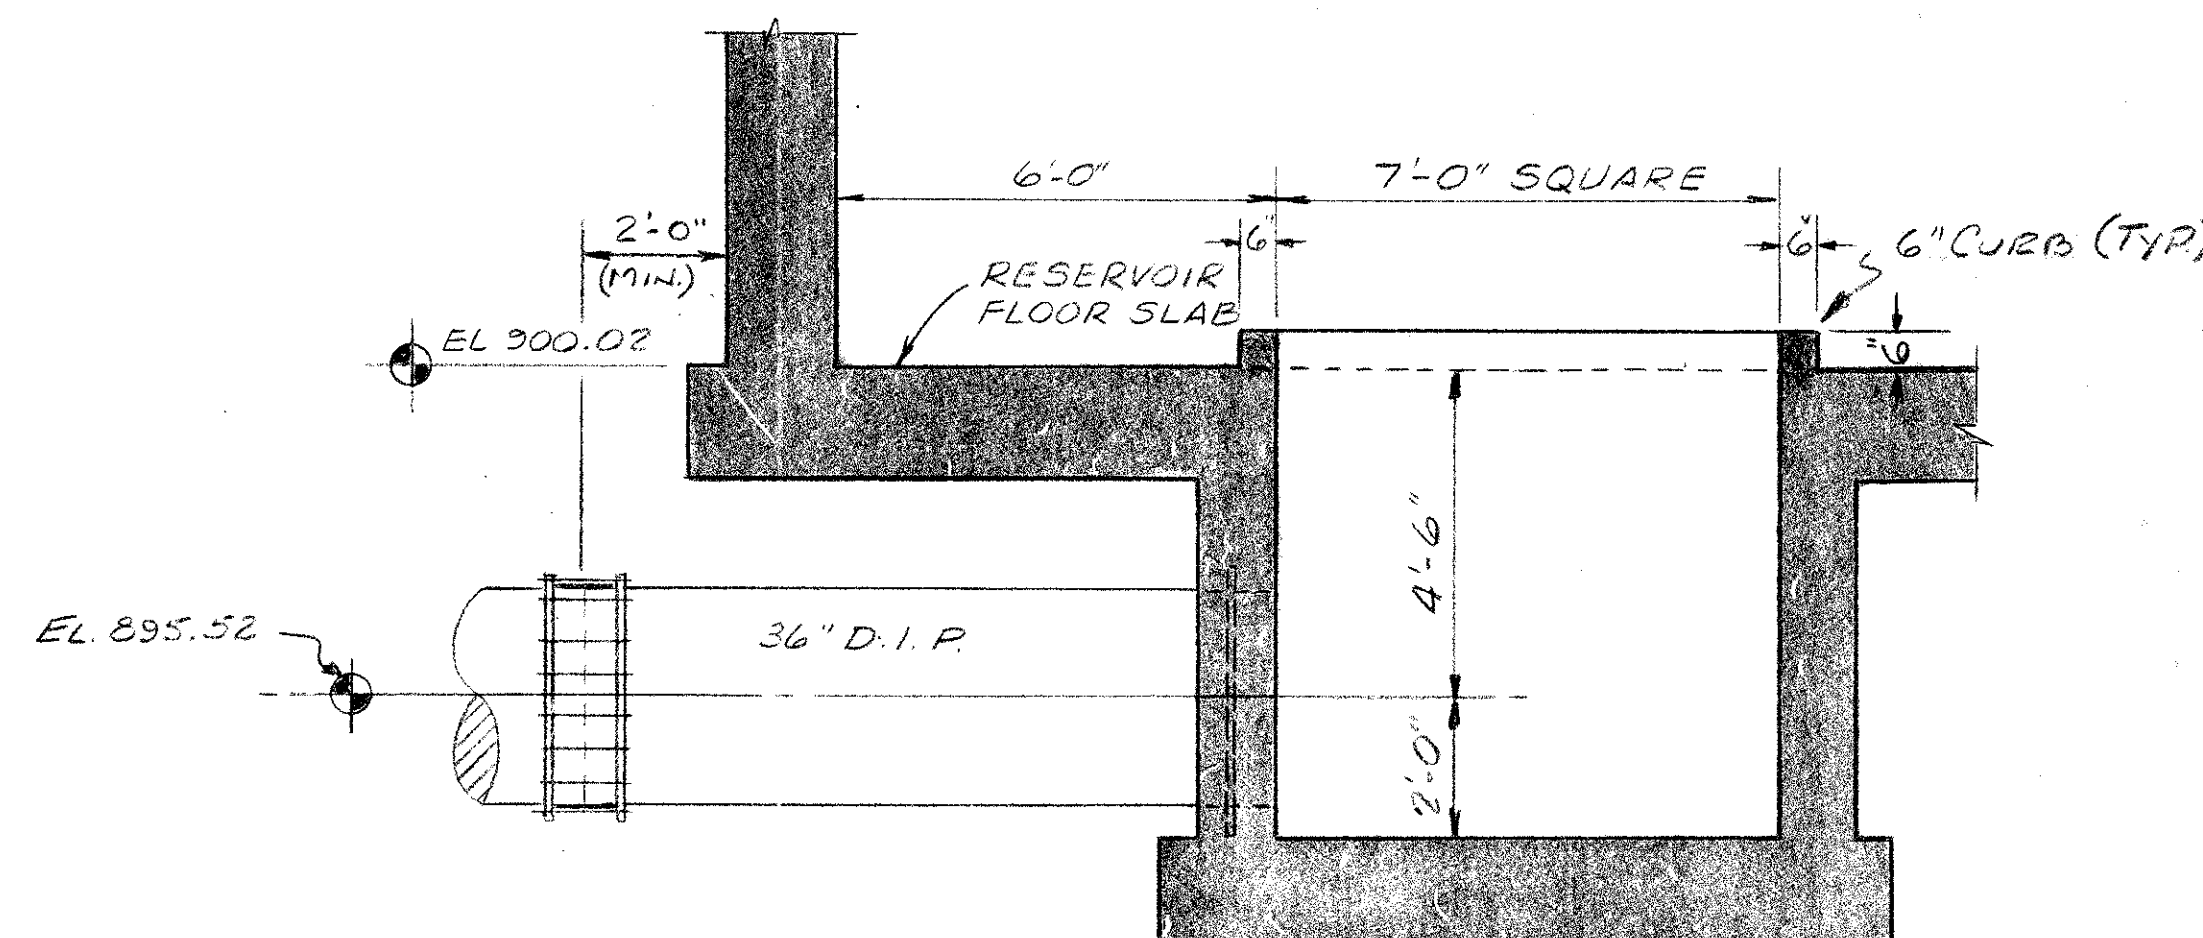 6'-0"
7'-0" SQUARE
2'-0"
(MIN.)
6"
6"
6" CURB (TYP.)
RESERVOIR
FLOOR SLAB
EL 900.02
6"
4'-6"
EL. 895.52
36" D.I.P.
2'-0"